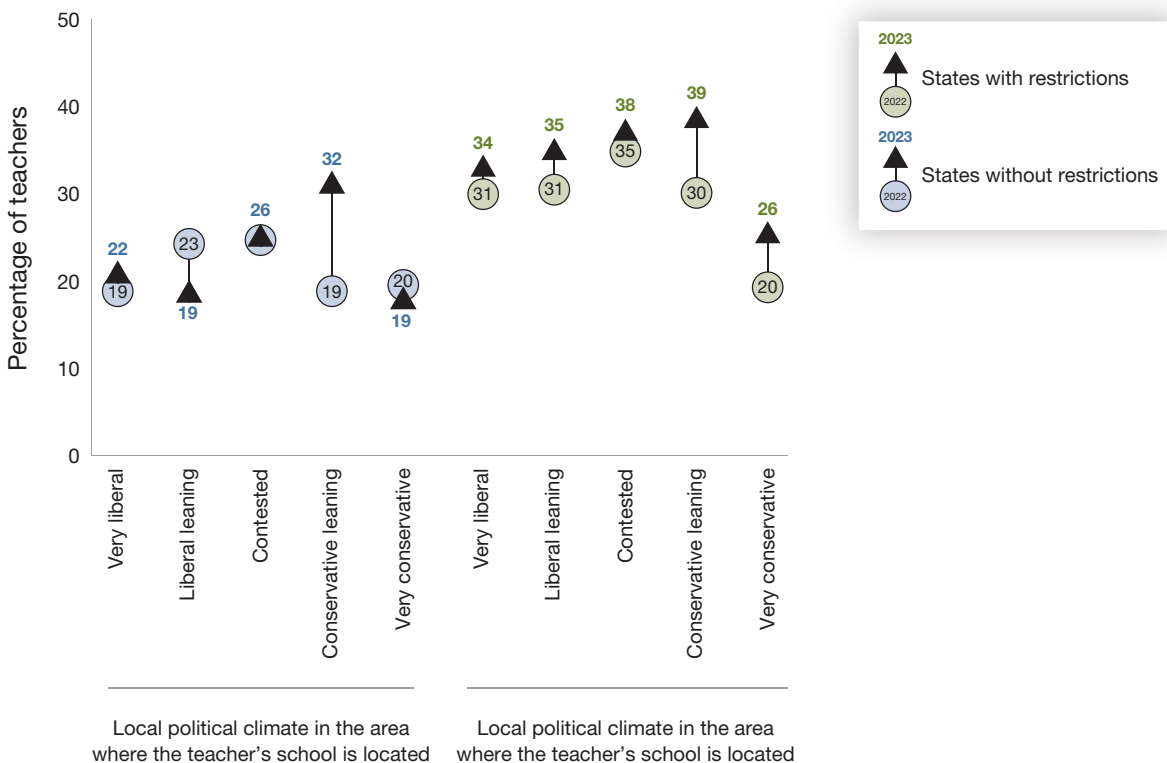 Percentage of teachers
50
40
30
20
10
0
22
19
23
19
26
32
19
20
19
34
31
35
31
38
35
39
30
26
20
Very liberal
Liberal leaning
Contested
Conservative leaning
Very conservative
Very liberal
Liberal leaning
Contested
Conservative leaning
Very conservative
Local political climate in the area
where the teacher’s school is located
Local political climate in the area
where the teacher’s school is located
2023
States with restrictions
2022
2023
States without restrictions
2022